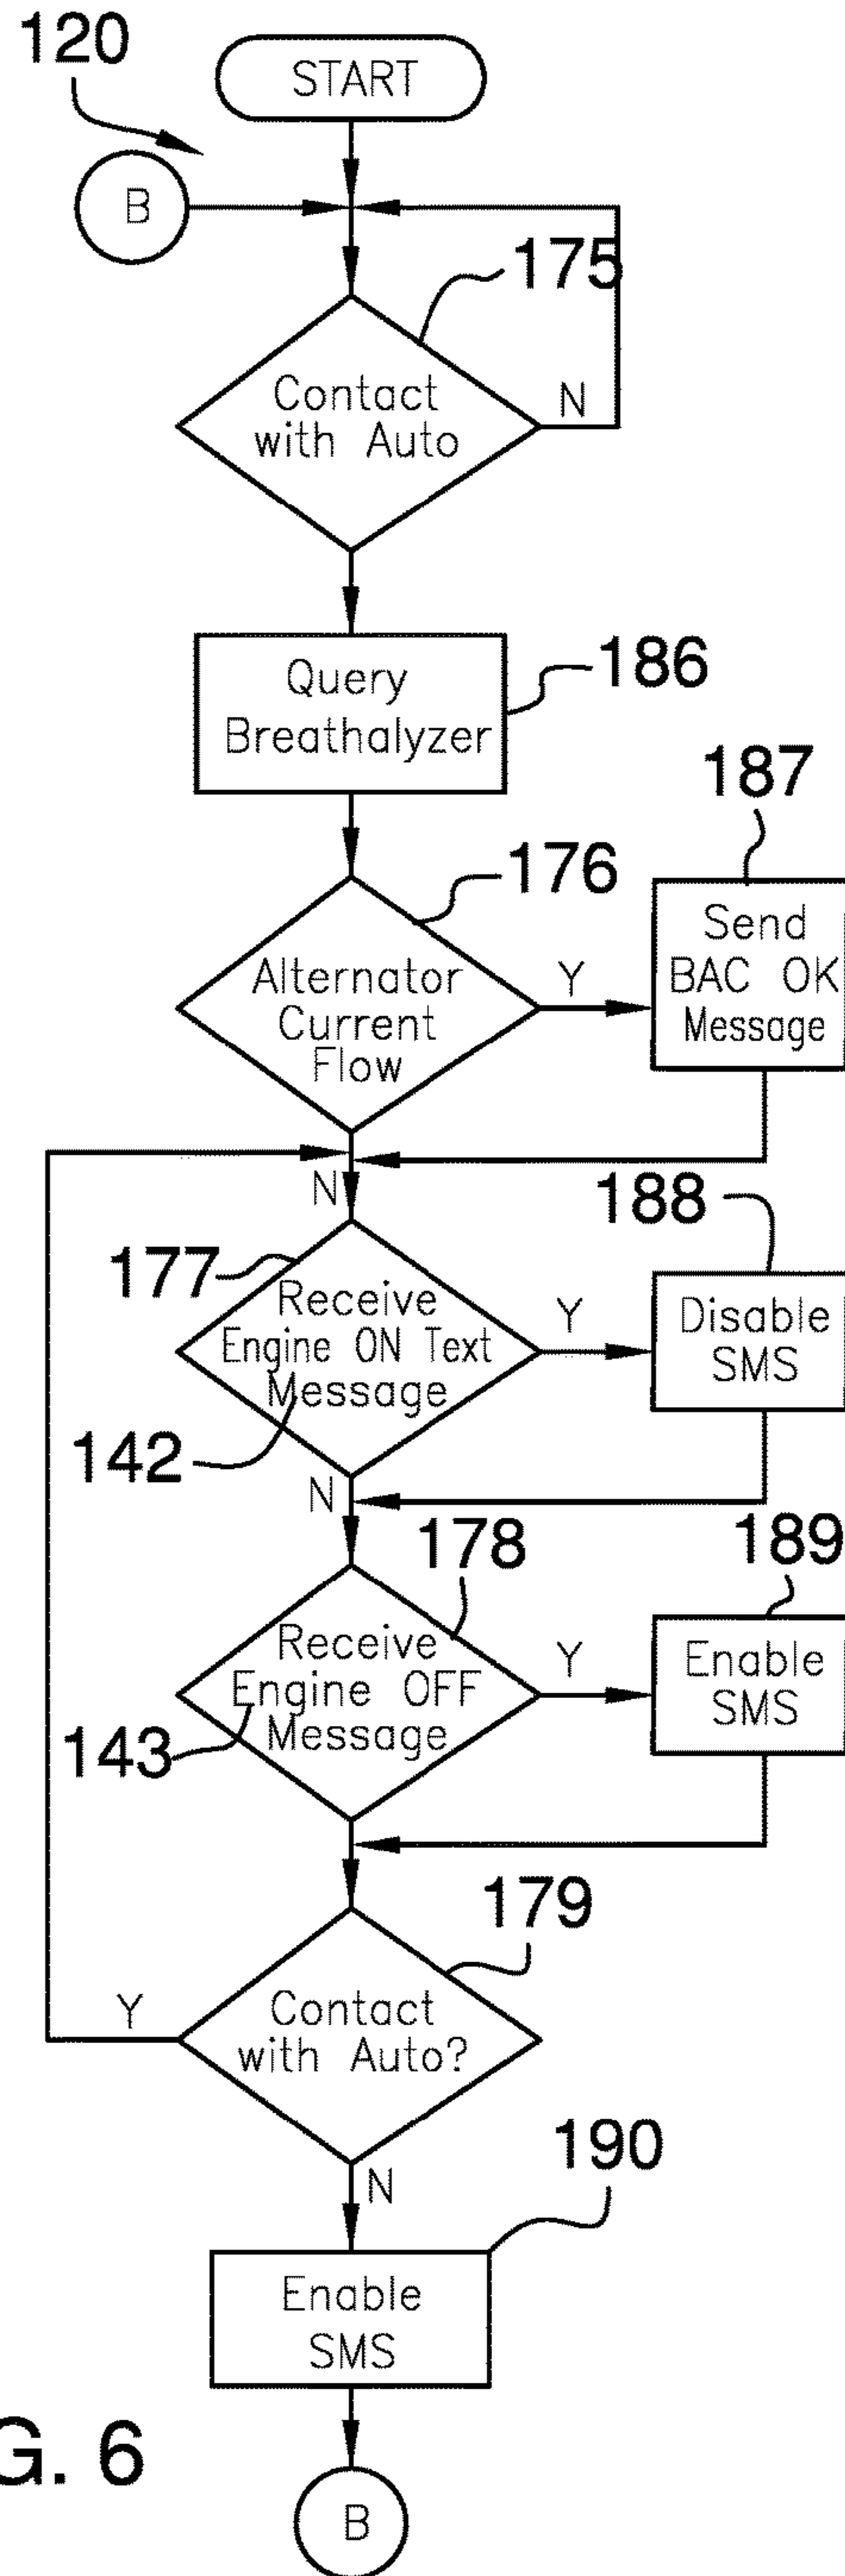 120
START
B
175
Contact
with Auto
N
Query
Breathalyzer
186
187
176
Send
BAC OK
Message
Alternator
Current
Flow
Y
N
188
177
Receive
Engine ON Text
Message
Y
Disable
SMS
142
N
178
189
Receive
Engine OFF
Message
Y
Enable
SMS
143
179
Contact
with Auto?
Y
N
190
Enable
SMS
G. 6
B